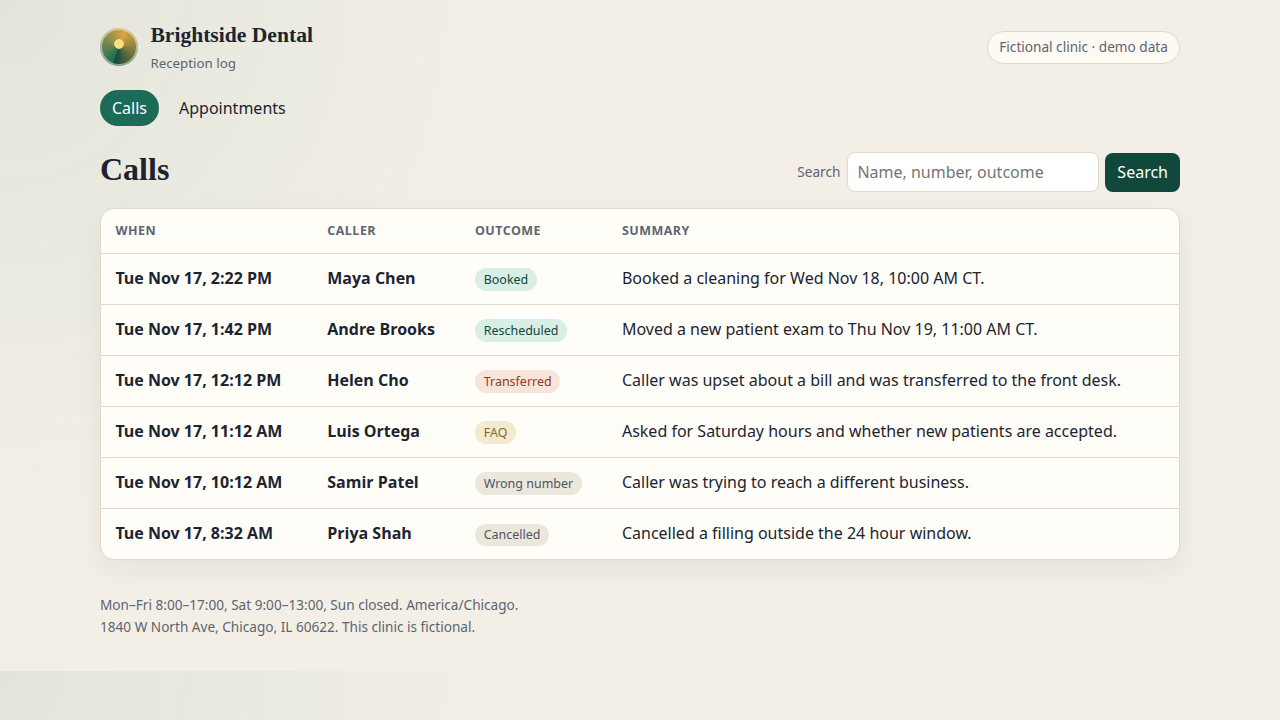 Brightside Dental
Reception log
Fictional clinic · demo data
Calls Appointments
Calls
Search Name, number, outcome Search
WHEN CALLER OUTCOME SUMMARY
Tue Nov 17, 2:22 PM Maya Chen Booked Booked a cleaning for Wed Nov 18, 10:00 AM CT.
Tue Nov 17, 1:42 PM Andre Brooks Rescheduled Moved a new patient exam to Thu Nov 19, 11:00 AM CT.
Tue Nov 17, 12:12 PM Helen Cho Transferred Caller was upset about a bill and was transferred to the front desk.
Tue Nov 17, 11:12 AM Luis Ortega FAQ Asked for Saturday hours and whether new patients are accepted.
Tue Nov 17, 10:12 AM Samir Patel Wrong number Caller was trying to reach a different business.
Tue Nov 17, 8:32 AM Priya Shah Cancelled Cancelled a filling outside the 24 hour window.
Mon–Fri 8:00–17:00, Sat 9:00–13:00, Sun closed. America/Chicago.
1840 W North Ave, Chicago, IL 60622. This clinic is fictional.